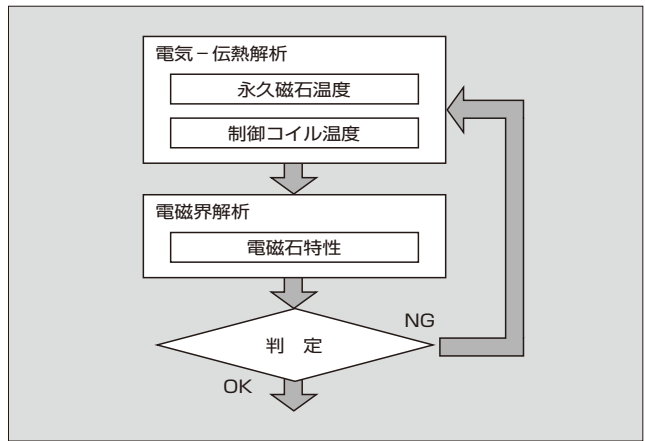 電気－伝熱解析
永久磁石温度
制御コイル温度
電磁界解析
電磁石特性
判　定
NG
OK